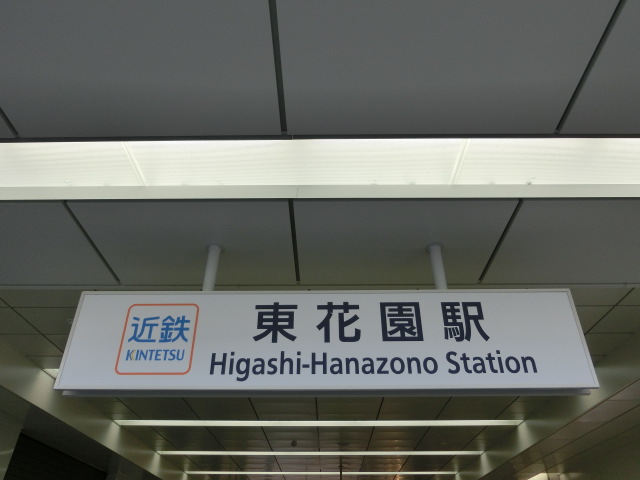 近鉄
KINTETSU
東花園駅
Higashi-Hanazono Station